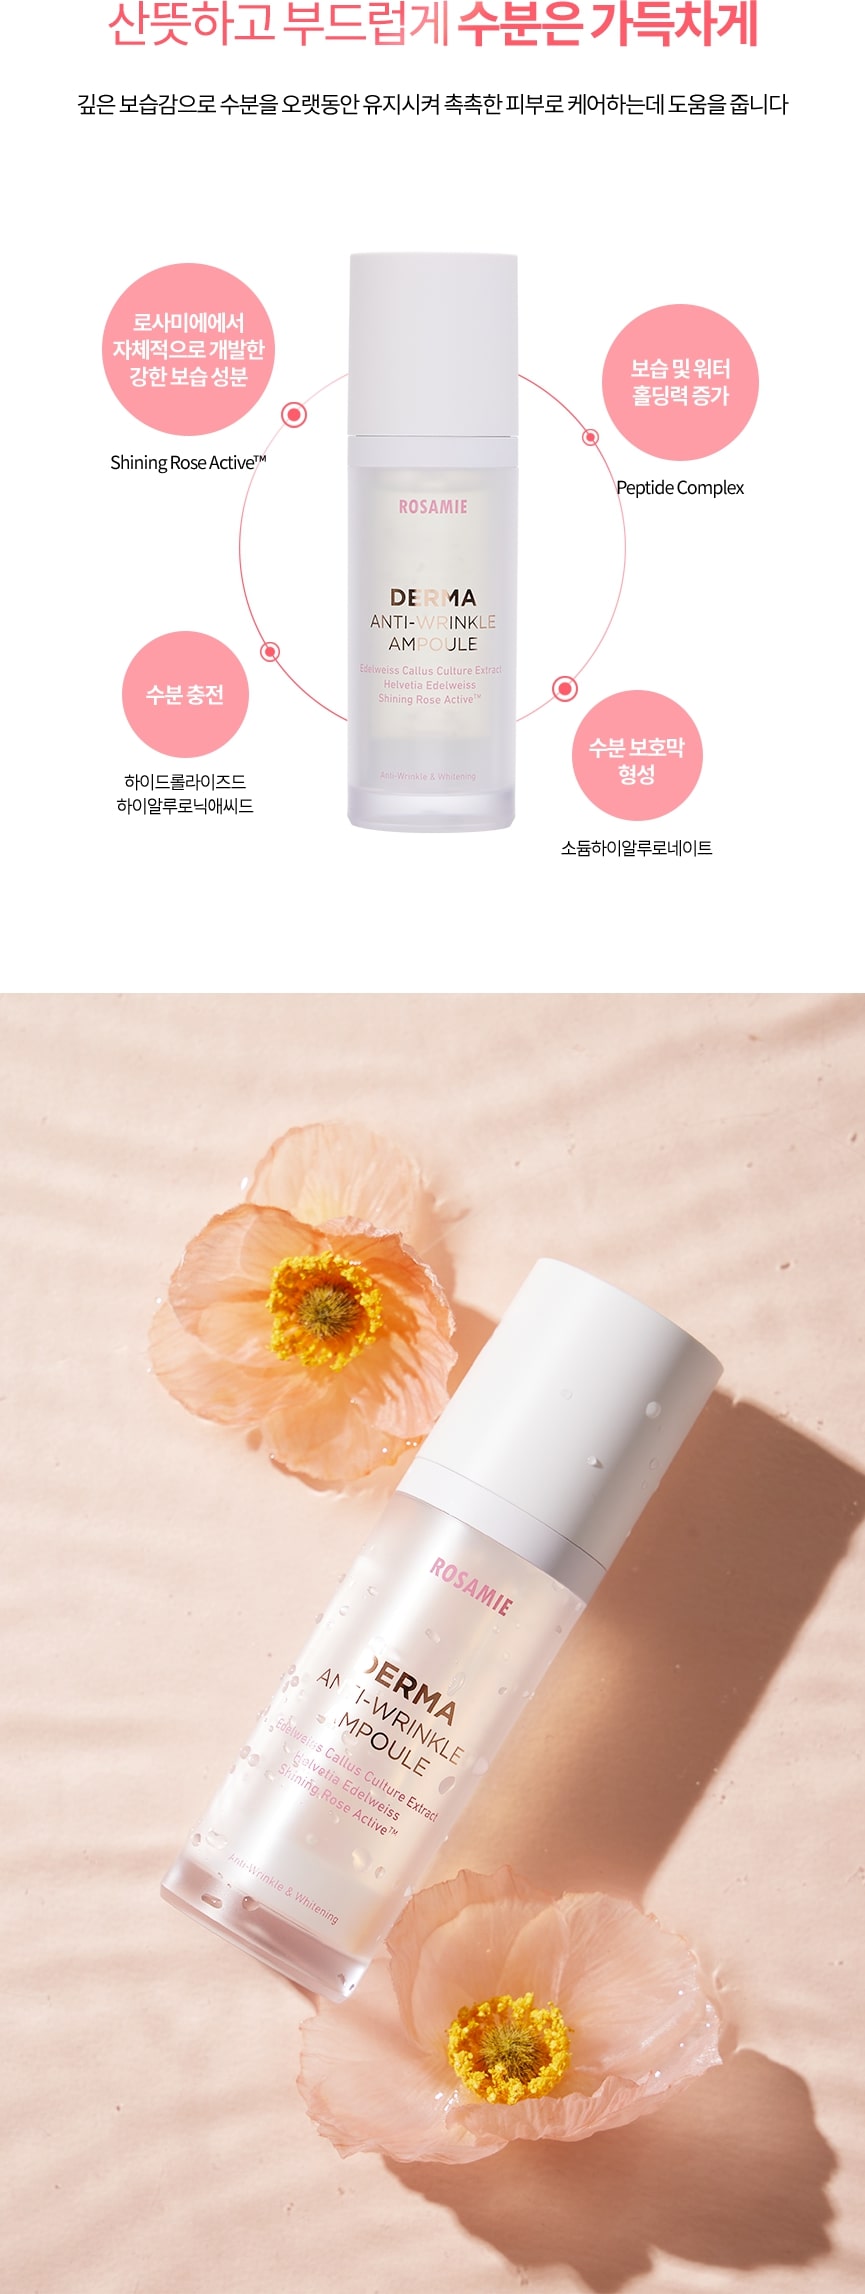 산뜻하고 부드럽게 수분은 가득차게
깊은 보습감으로 수분을 오랫동안 유지시켜 촉촉한 피부로 케어하는데 도움을 줍니다
로사미에에서
자체적으로 개발한
강한 보습 성분
Shining Rose Active™
보습 및 워터
홀딩력 증가
Peptide Complex
ROSAMIE
DERMA
ANTI-WRINKLE
AMPOULE
Edelweiss Callus Culture Extract
Helvetia Edelweiss
Shining Rose Active™
Anti-Wrinkle & Whitening
수분 충전
하이드롤라이즈드
하이알루로닉애씨드
수분 보호막
형성
소듐하이알루로네이트
ROSAMIE
DERMA
ANTI-WRINKLE
AMPOULE
Edelweiss Callus Culture Extract
Helvetia Edelweiss
Shining Rose Active™
Anti-Wrinkle & Whitening